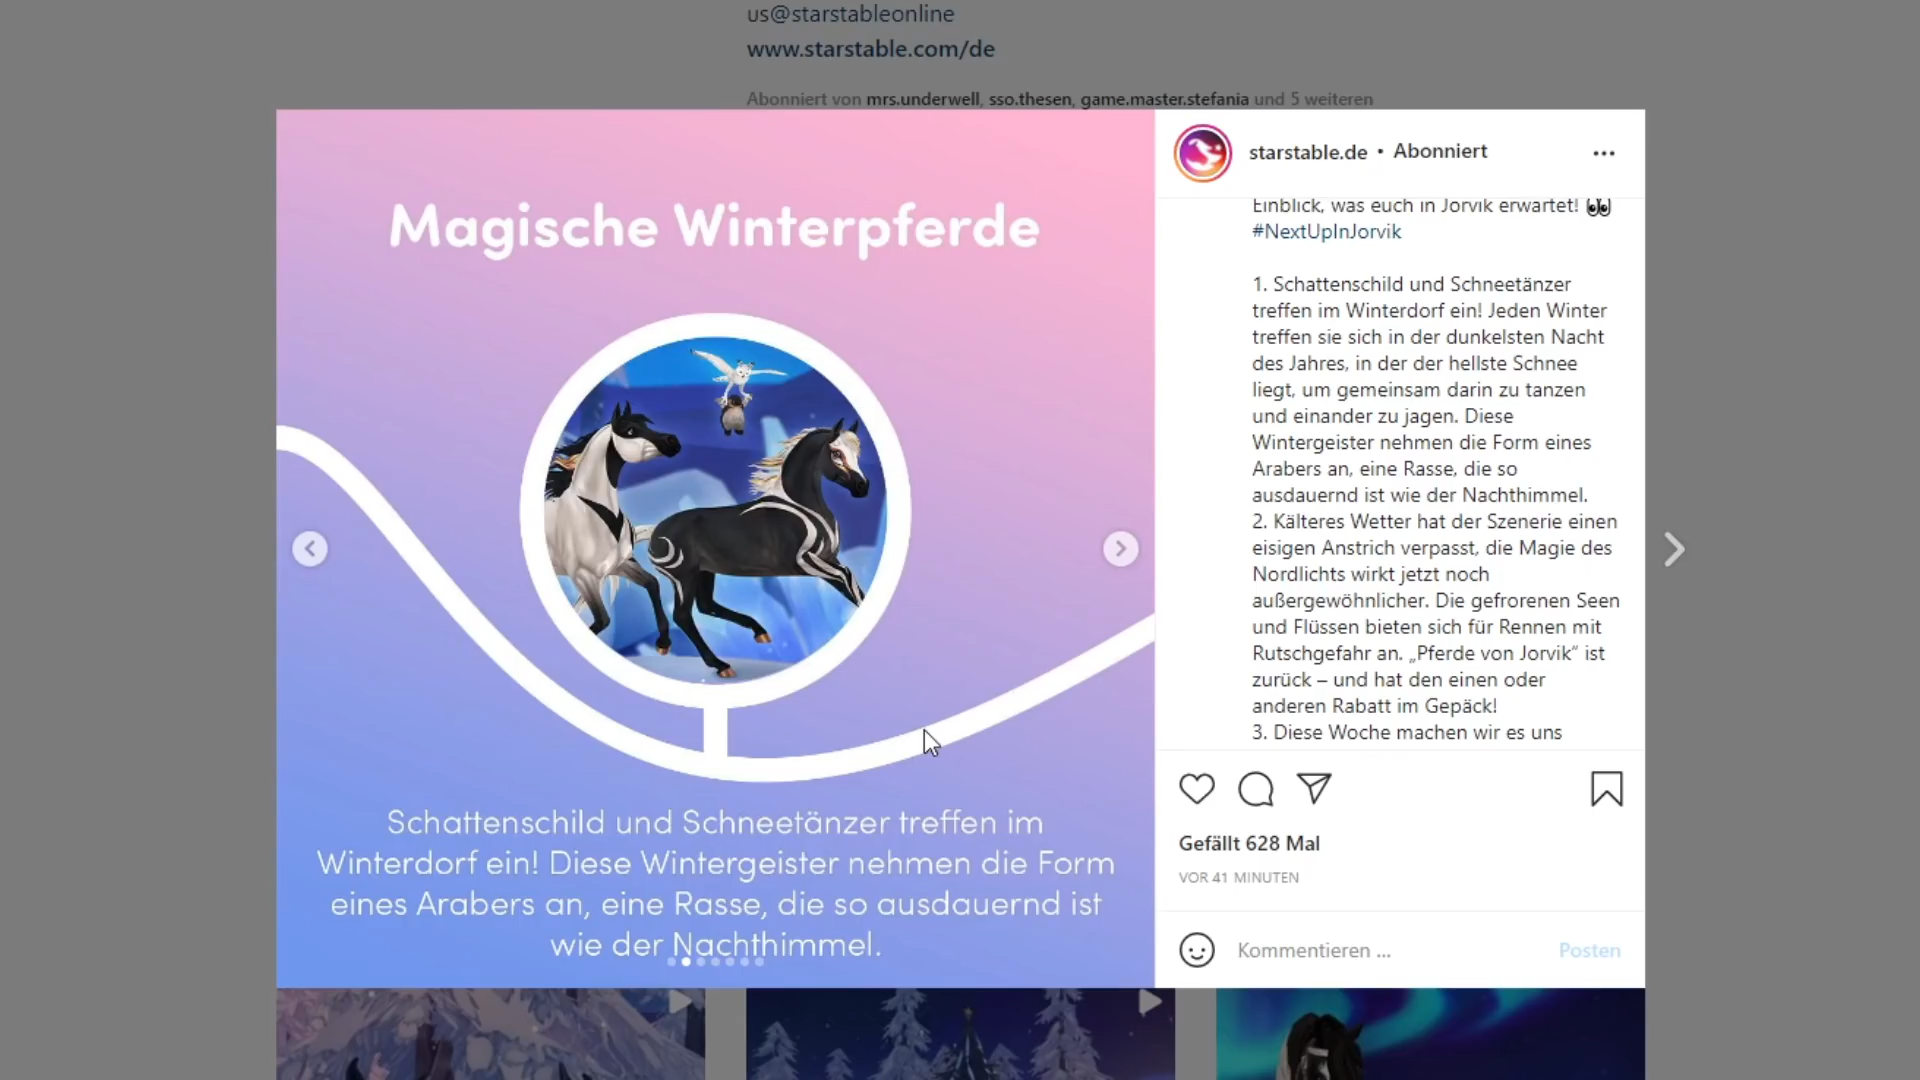 us@starstableonline
www.starstable.com/de
Abonniert von mrs.underwell, sso.thesen, game.master.stefania und 5 weiteren
Magische Winterpferde
Schattenschild und Schneetänzer treffen im
Winterdorf ein! Diese Wintergeister nehmen die Form
eines Arabers an, eine Rasse, die so ausdauernd ist
wie der Nachthimmel.
starstable.de • Abonniert
Einblick, was euch in Jorvik erwartet! 👀
#NextUpInJorvik
1. Schattenschild und Schneetänzer
treffen im Winterdorf ein! Jeden Winter
treffen sie sich in der dunkelsten Nacht
des Jahres, in der der hellste Schnee
liegt, um gemeinsam darin zu tanzen
und einander zu jagen. Diese
Wintergeister nehmen die Form eines
Arabers an, eine Rasse, die so
ausdauernd ist wie der Nachthimmel.
2. Kälteres Wetter hat der Szenerie einen
eisigen Anstrich verpasst, die Magie des
Nordlichts wirkt jetzt noch
außergewöhnlicher. Die gefrorenen Seen
und Flüssen bieten sich für Rennen mit
Rutschgefahr an. „Pferde von Jorvik“ ist
zurück – und hat den einen oder
anderen Rabatt im Gepäck!
3. Diese Woche machen wir es uns
Gefällt 628 Mal
VOR 41 MINUTEN
Kommentieren ...
Posten